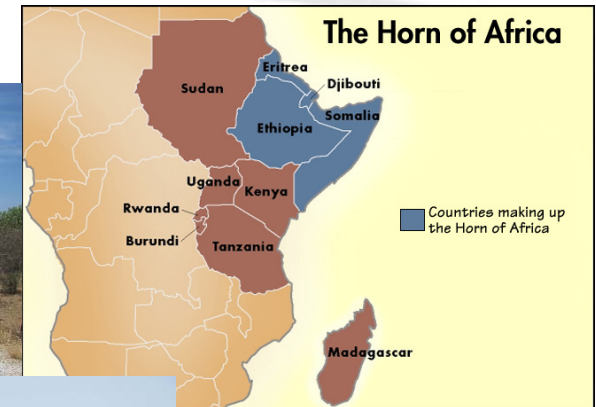 The Horn of Africa
Eritrea
Djibouti
Sudan
Somalia
Ethiopia
Uganda
Kenya
Rwanda
Countries making up
the Horn of Africa
Burundi
Tanzania
Madagascar